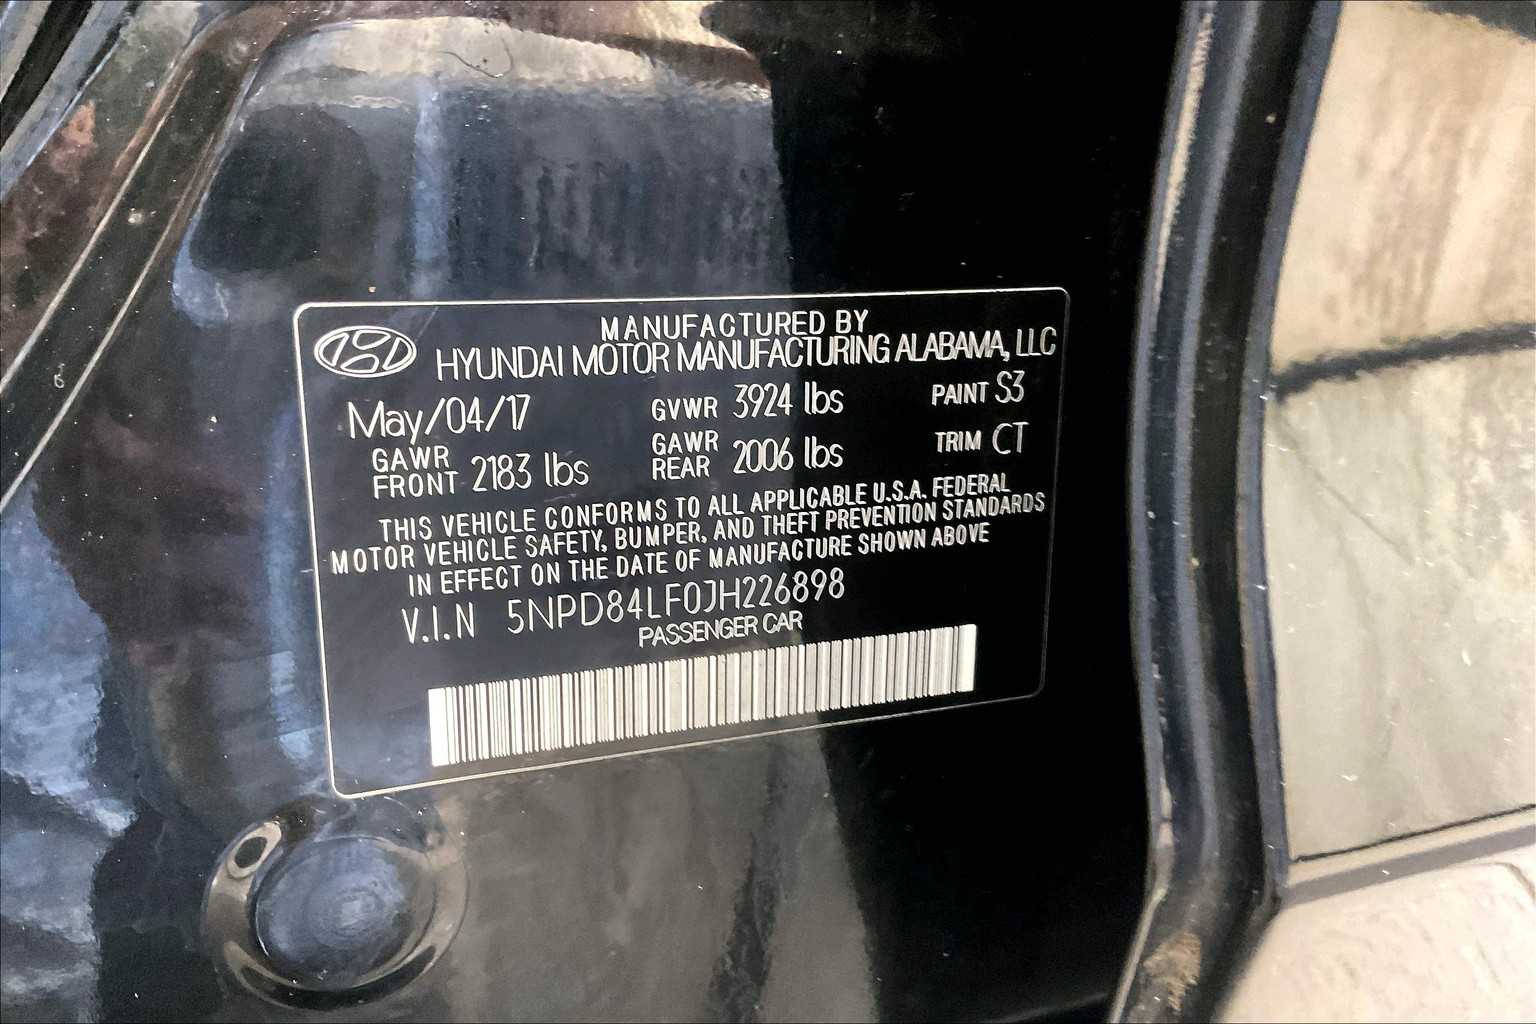 MANUFACTURED BY
HYUNDAI MOTOR MANUFACTURING ALABAMA, LLC
May/04/17 GVWR 3924 lbs PAINT S3
GAWR FRONT 2183 lbs GAWR REAR 2006 lbs TRIM CT
THIS VEHICLE CONFORMS TO ALL APPLICABLE U.S.A. FEDERAL
MOTOR VEHICLE SAFETY, BUMPER, AND THEFT PREVENTION STANDARDS
IN EFFECT ON THE DATE OF MANUFACTURE SHOWN ABOVE
V.I.N 5NPD84LF0JH226898
PASSENGER CAR